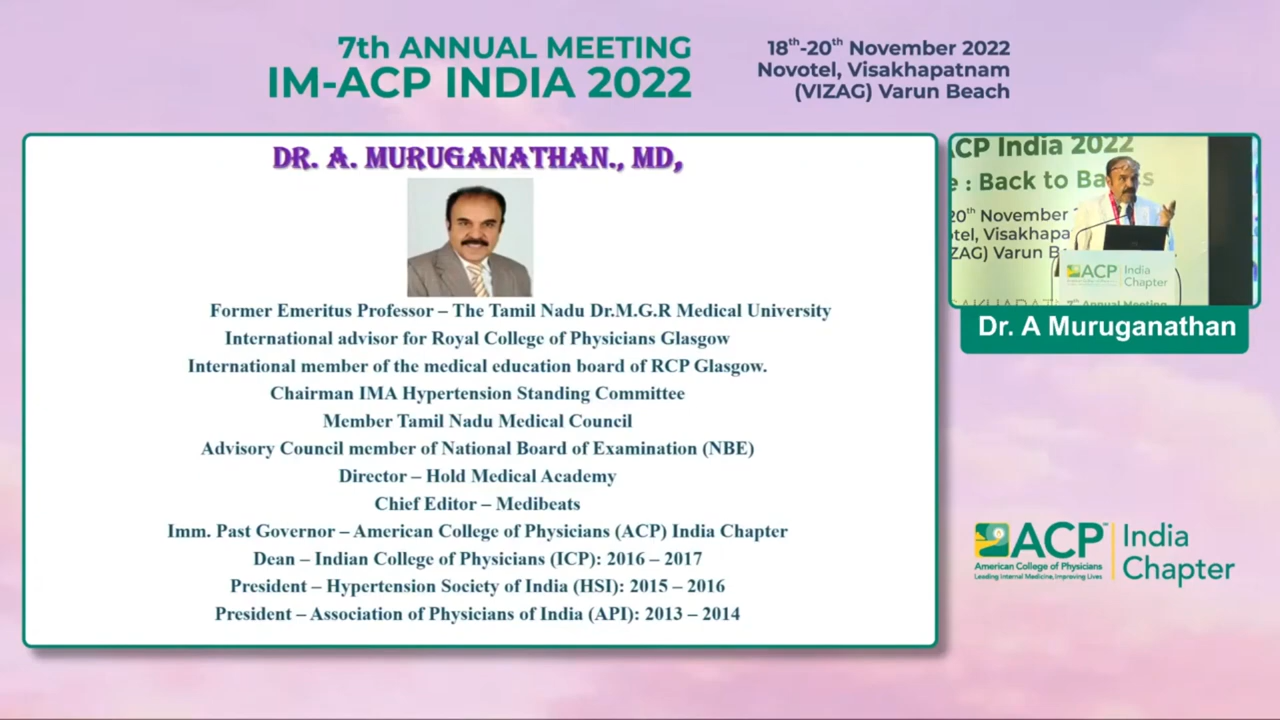 7th ANNUAL MEETING
IM-ACP INDIA 2022
18th-20th November 2022
Novotel, Visakhapatnam
(VIZAG) Varun Beach
DR. A. MURUGANATHAN., MD,
Former Emeritus Professor – The Tamil Nadu Dr.M.G.R Medical University
International advisor for Royal College of Physicians Glasgow
International member of the medical education board of RCP Glasgow.
Chairman IMA Hypertension Standing Committee
Member Tamil Nadu Medical Council
Advisory Council member of National Board of Examination (NBE)
Director – Hold Medical Academy
Chief Editor – Medibeats
Imm. Past Governor – American College of Physicians (ACP) India Chapter
Dean – Indian College of Physicians (ICP): 2016 – 2017
President – Hypertension Society of India (HSI): 2015 – 2016
President – Association of Physicians of India (API): 2013 – 2014
CP India 2022
: Back to Ba s
20th November
tel, Visakhapa
ZAG) Varun B
ACP India
Chapter
Annual Meeting
Dr. A Muruganathan
ACP India
Chapter
American College of Physicians
Leading Internal Medicine, Improving Lives